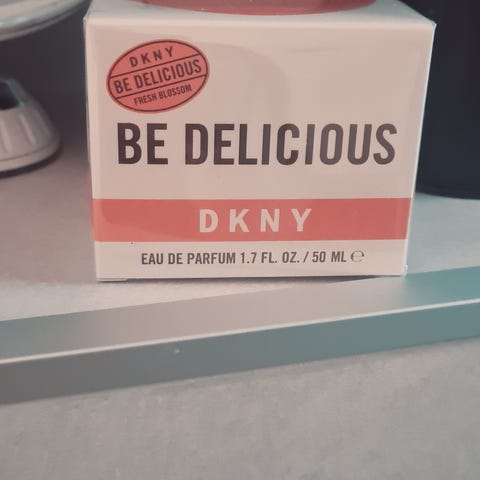 DKNY
BE DELICIOUS
FRESH BLOSSOM
BE DELICIOUS
DKNY
EAU DE PARFUM 1.7 FL. OZ. / 50 ML ℮